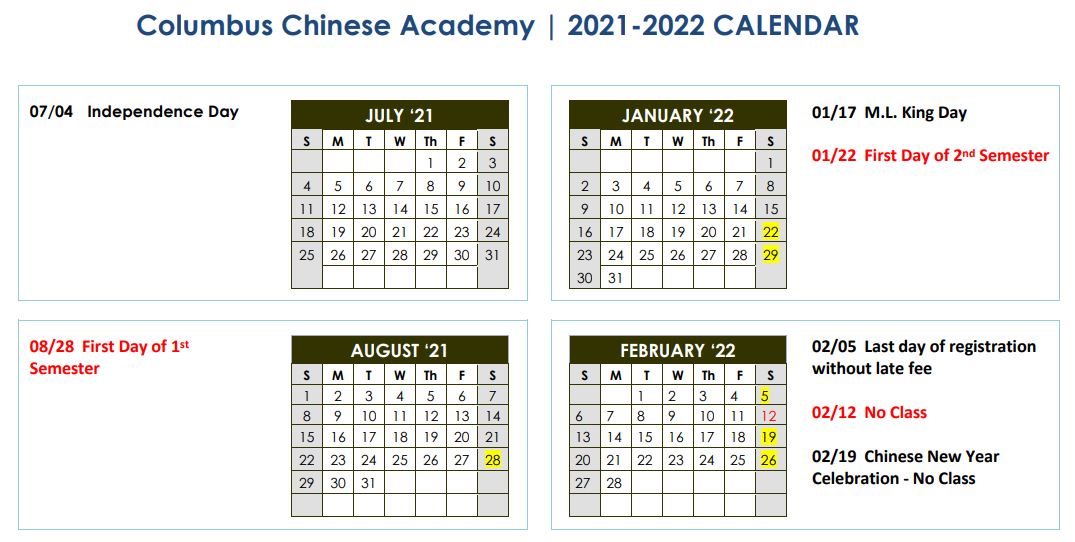 Columbus Chinese Academy | 2021-2022 CALENDAR
07/04 Independence Day
JULY ‘21
S M T W Th F S
1 2 3
4 5 6 7 8 9 10
11 12 13 14 15 16 17
18 19 20 21 22 23 24
25 26 27 28 29 30 31
JANUARY ‘22
S M T W Th F S
1
2 3 4 5 6 7 8
9 10 11 12 13 14 15
16 17 18 19 20 21 22
23 24 25 26 27 28 29
30 31
01/17 M.L. King Day
01/22 First Day of 2nd Semester
08/28 First Day of 1st
Semester
AUGUST ‘21
S M T W Th F S
1 2 3 4 5 6 7
8 9 10 11 12 13 14
15 16 17 18 19 20 21
22 23 24 25 26 27 28
29 30 31
FEBRUARY ‘22
S M T W Th F S
1 2 3 4 5
6 7 8 9 10 11 12
13 14 15 16 17 18 19
20 21 22 23 24 25 26
27 28
02/05 Last day of registration
without late fee
02/12 No Class
02/19 Chinese New Year
Celebration - No Class